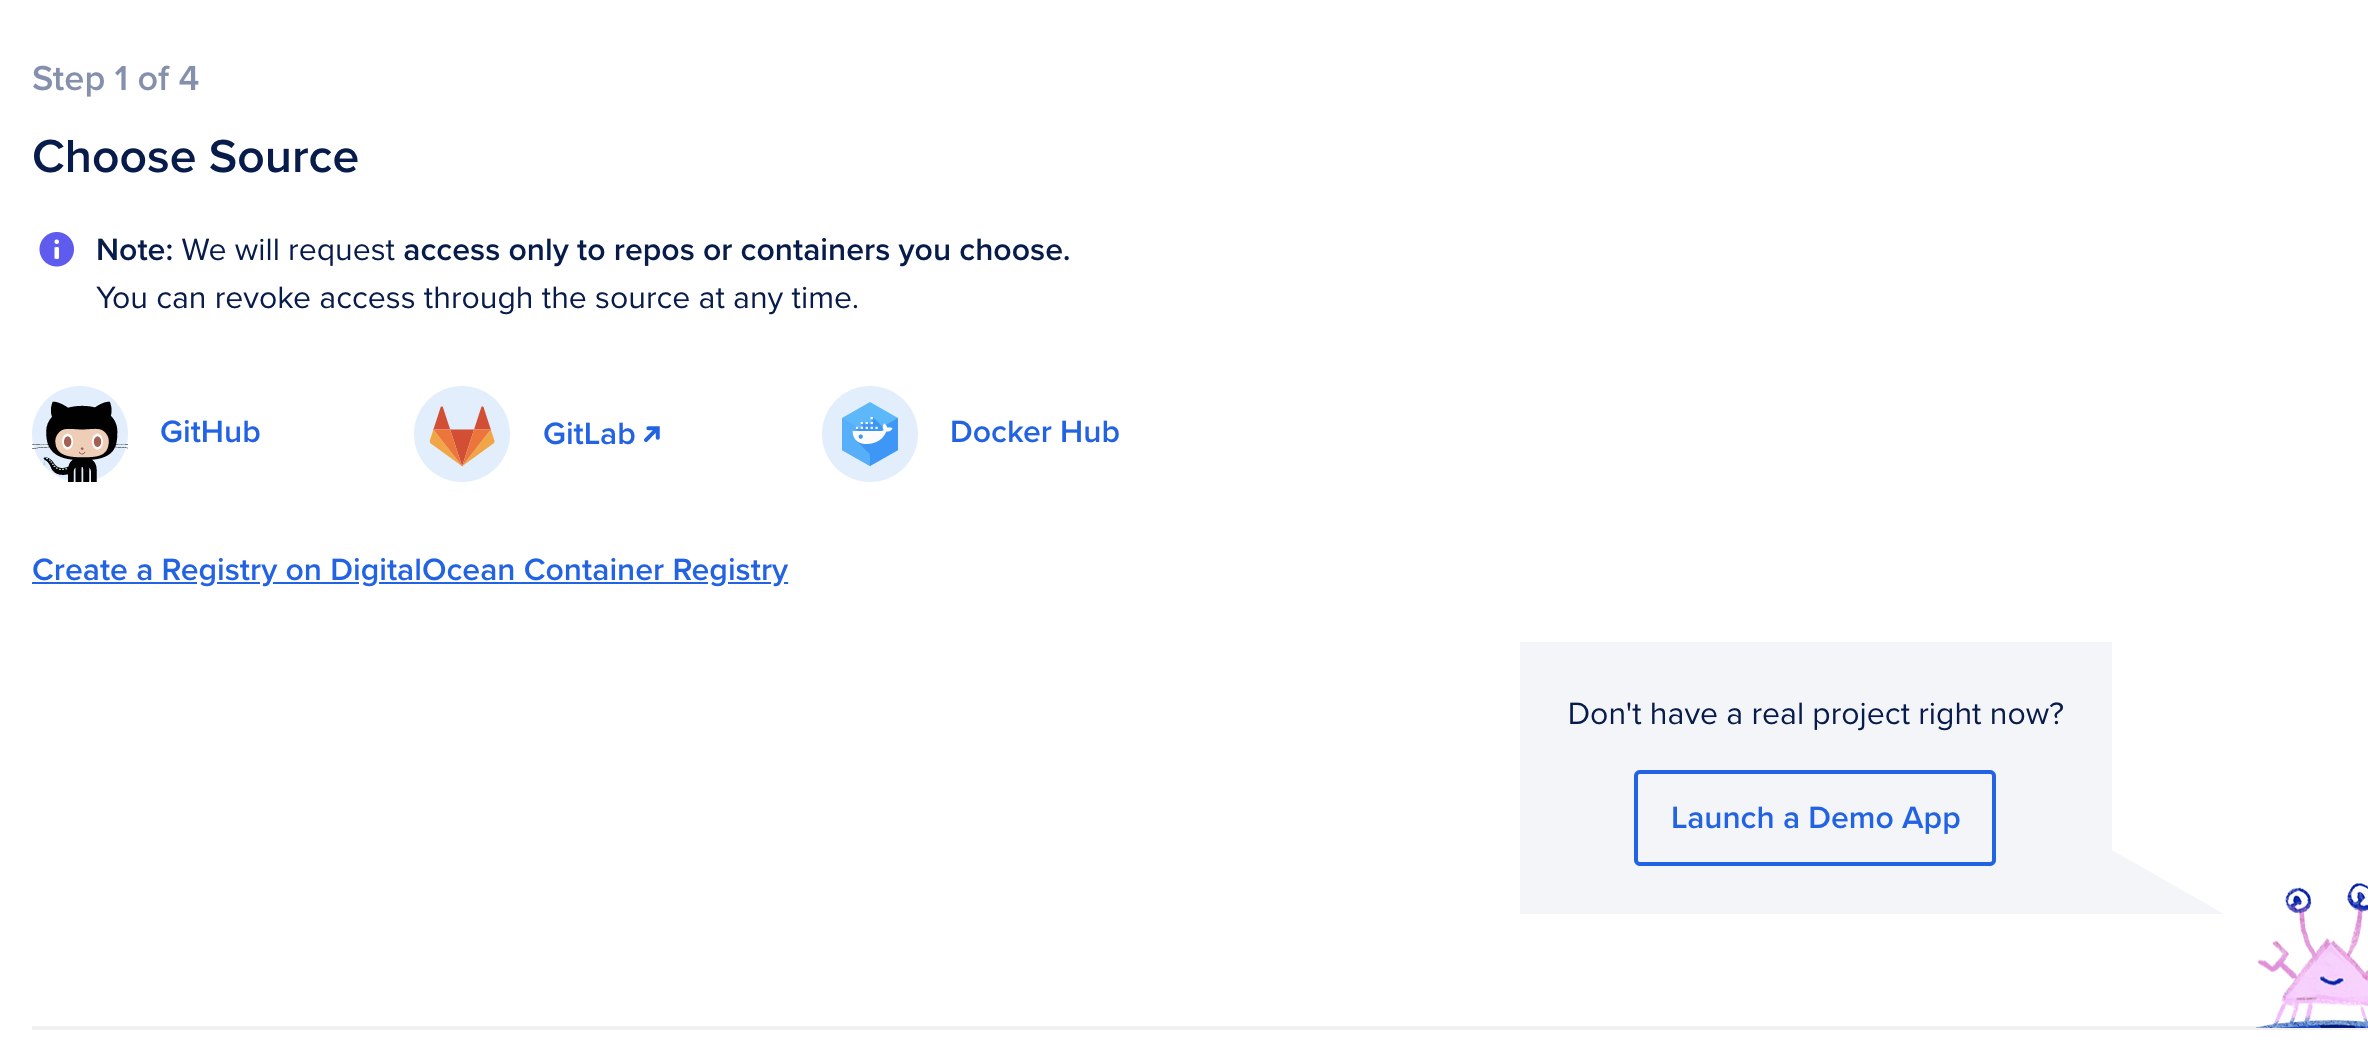 Step 1 of 4
Choose Source
Note: We will request access only to repos or containers you choose.
You can revoke access through the source at any time.
GitHub
GitLab
Docker Hub
Create a Registry on DigitalOcean Container Registry
Don't have a real project right now?
Launch a Demo App